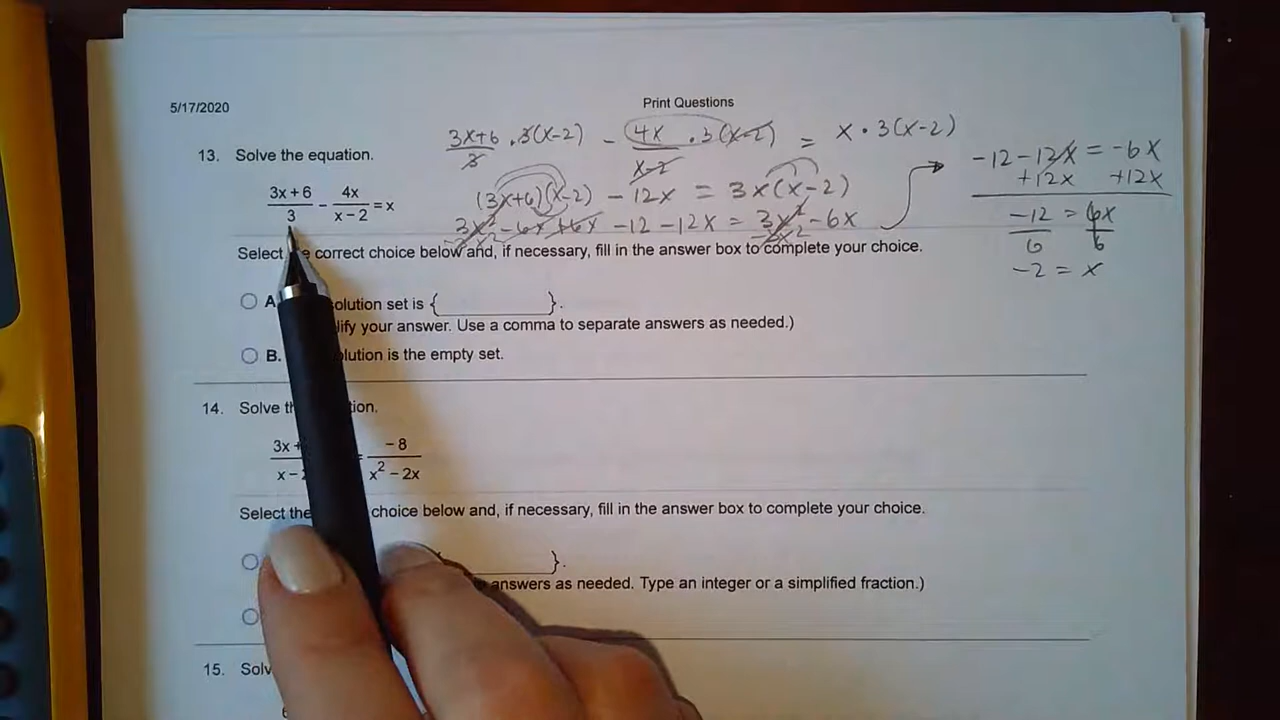 5/17/2020 Print Questions
13. Solve the equation.
3x + 6 / 3 − 4x / x − 2 = x
3x+6 / 3 · 3(x-2) − 4x / x-2 · 3(x-2) = x · 3(x-2)
(3x+6)(x-2) − 12x = 3x(x-2)
3x² -6x +6x -12 -12x = 3x² -6x
-3x² -3x²
-12 -12x = -6x
+12x +12x
-12 = 6x
6 6
-2 = x
Select correct choice below and, if necessary, fill in the answer box to complete your choice.
A. olution set is { }.
lify your answer. Use a comma to separate answers as needed.)
B. olution is the empty set.
14. Solve th tion.
3x + / x − = −8 / x² − 2x
Select the choice below and, if necessary, fill in the answer box to complete your choice.
}.
answers as needed. Type an integer or a simplified fraction.)
15. Solv